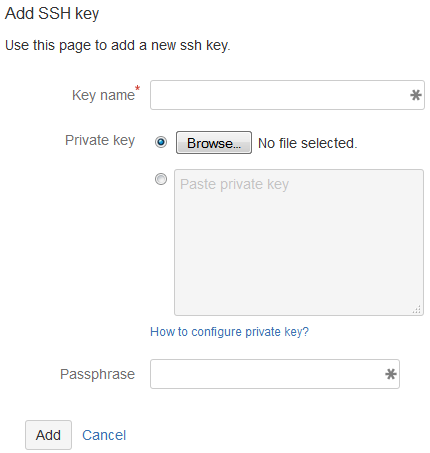 Add SSH key
Use this page to add a new ssh key.
Key name*
Private key Browse... No file selected.
Paste private key
How to configure private key?
Passphrase
Add Cancel